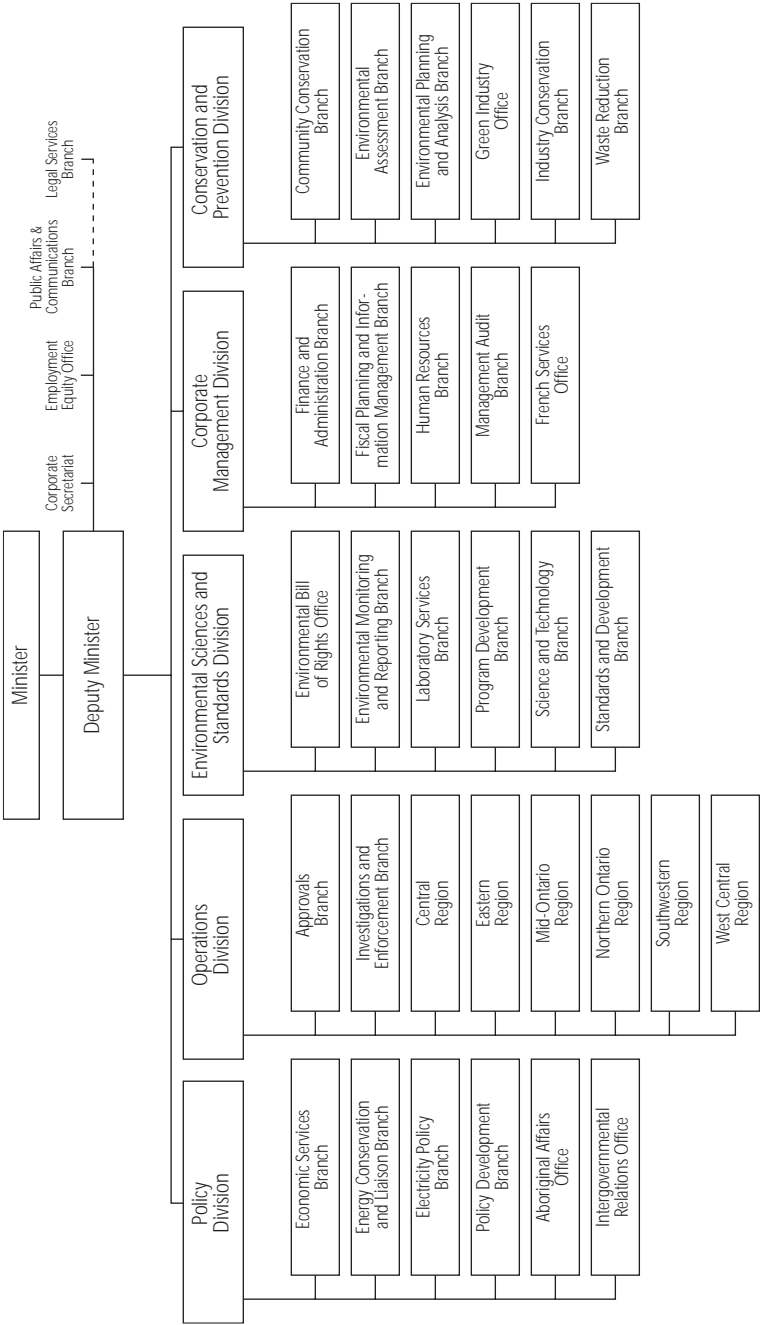 Minister
Deputy Minister
Corporate
Secretariat
Employment
Equity Office
Public Affairs &
Communications
Branch
Legal Services
Branch
Policy
Division
Economic Services
Branch
Energy Conservation
and Liaison Branch
Electricity Policy
Branch
Policy Development
Branch
Aboriginal Affairs
Office
Intergovernmental
Relations Office
Operations
Division
Approvals
Branch
Investigations and
Enforcement Branch
Central
Region
Eastern
Region
Mid-Ontario
Region
Northern Ontario
Region
Southwestern
Region
West Central
Region
Environmental Sciences and
Standards Division
Environmental Bill
of Rights Office
Environmental Monitoring
and Reporting Branch
Laboratory Services
Branch
Program Development
Branch
Science and Technology
Branch
Standards and Development
Branch
Corporate
Management Division
Finance and
Administration Branch
Fiscal Planning and Infor-
mation Management Branch
Human Resources
Branch
Management Audit
Branch
French Services
Office
Conservation and
Prevention Division
Community Conservation
Branch
Environmental
Assessment Branch
Environmental Planning
and Analysis Branch
Green Industry
Office
Industry Conservation
Branch
Waste Reduction
Branch